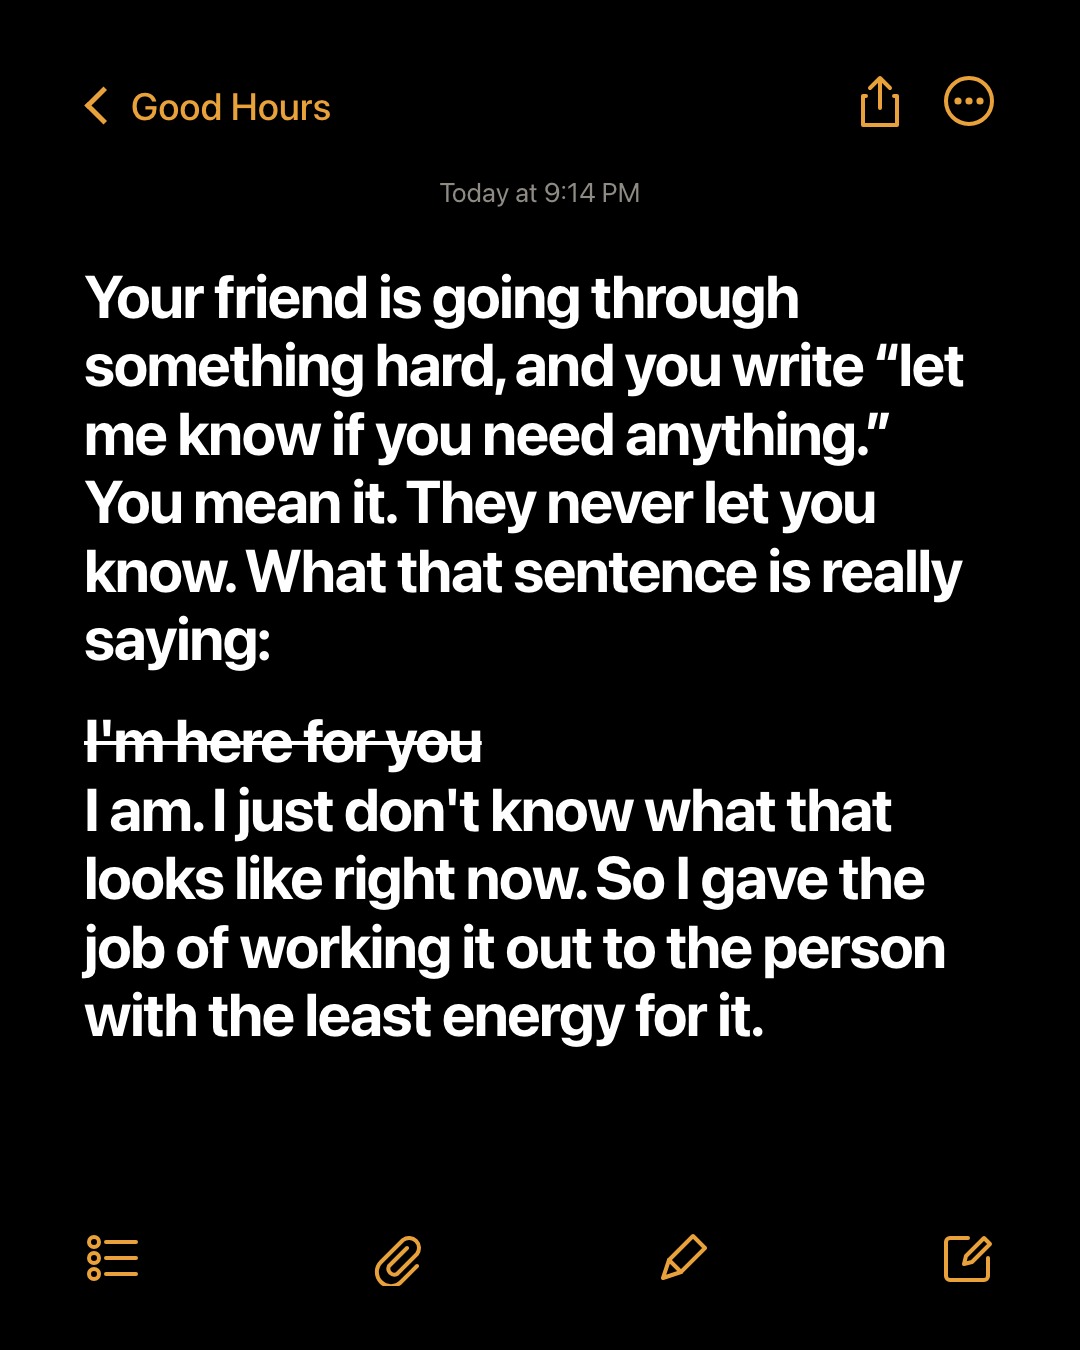 Good Hours
Today at 9:14 PM
Your friend is going through
something hard, and you write “let
me know if you need anything.”
You mean it. They never let you
know. What that sentence is really
saying:
I'm here for you
I am. I just don't know what that
looks like right now. So I gave the
job of working it out to the person
with the least energy for it.